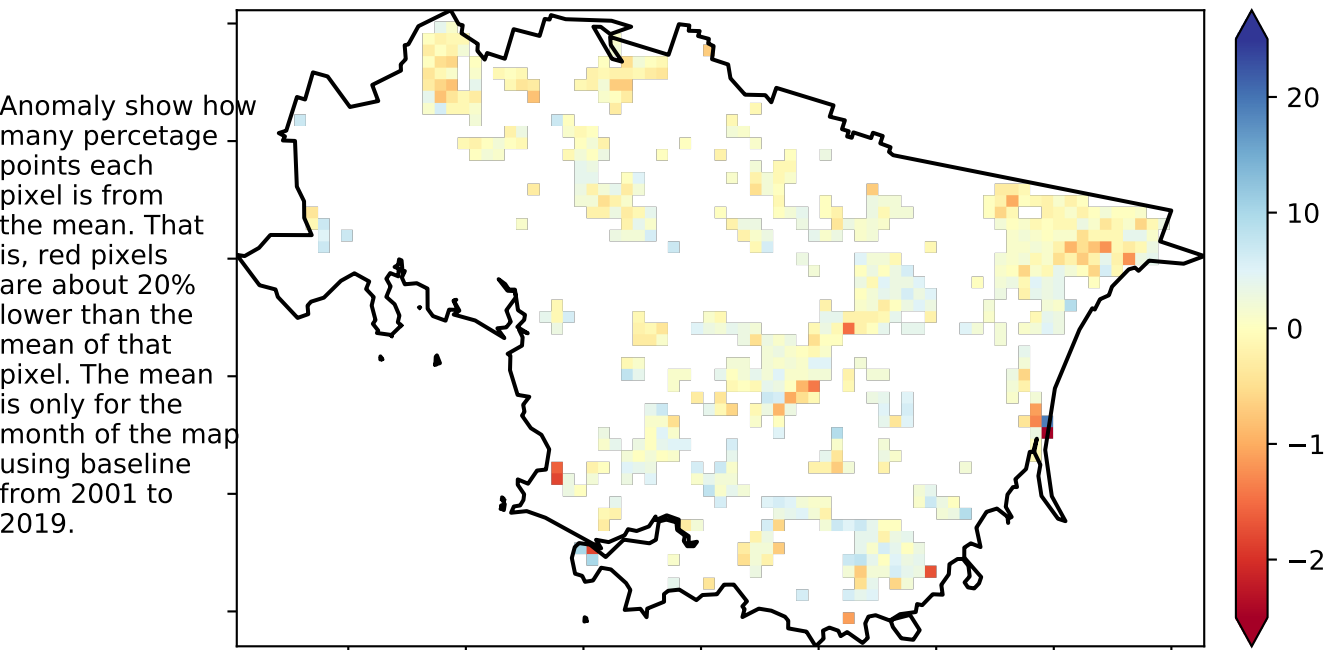 Anomaly show how
many percetage
points each
pixel is from
the mean. That
is, red pixels
are about 20%
lower than the
mean of that
pixel. The mean
is only for the
month of the map
using baseline
from 2001 to
2019.
20
10
0
−1
−2